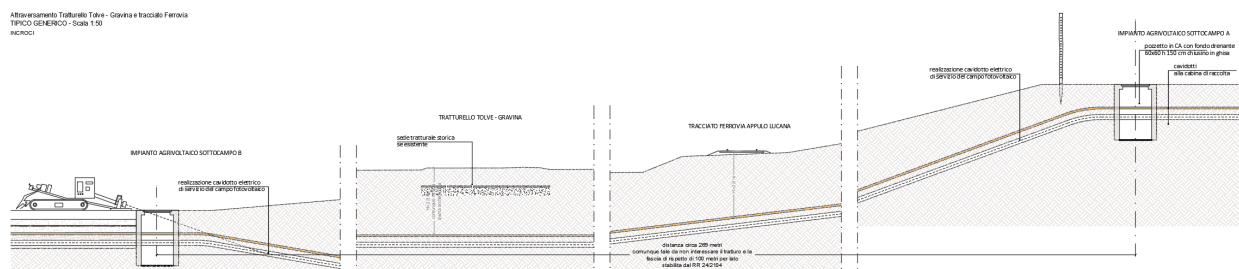 Attraversamento Tratturello Tolve - Gravina e tracciato Ferrovia
TIPICO GENERICO - Scala 1:50
INCROCI
IMPIANTO AGRIVOLTAICO SOTTOCAMPO A
pozzetto in CA con fondo drenante
60x60 h 150 cm chiusino in ghisa
cavidotti
alla cabina di raccolta
realizzazione cavidotto elettrico
di servizio del campo fotovoltaico
TRATTURELLO TOLVE - GRAVINA
TRACCIATO FERROVIA APPULO LUCANA
sede tratturale storica
se esistente
IMPIANTO AGRIVOLTAICO SOTTOCAMPO B
realizzazione cavidotto elettrico
di servizio del campo fotovoltaico
distanza circa 269 metri
comunque tale da non interessare il tratturo e la
fascia di rispetto di 100 metri per lato
stabilita dal RR 24/2104